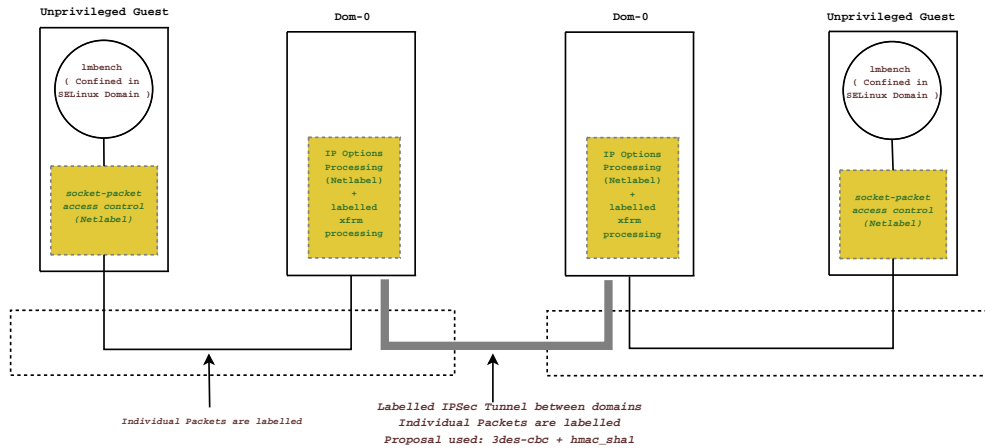 Unprivileged Guest
Dom-0
Dom-0
Unprivileged Guest
lmbench
( Confined in
SELinux Domain )
lmbench
( Confined in
SELinux Domain )
socket-packet
access control
(Netlabel)
IP Options
Processing
(Netlabel)
+
labelled
xfrm
processing
IP Options
Processing
(Netlabel)
+
labelled
xfrm
processing
socket-packet
access control
(Netlabel)
Individual Packets are labelled
Labelled IPSec Tunnel between domains
Individual Packets are labelled
Proposal used: 3des-cbc + hmac_sha1